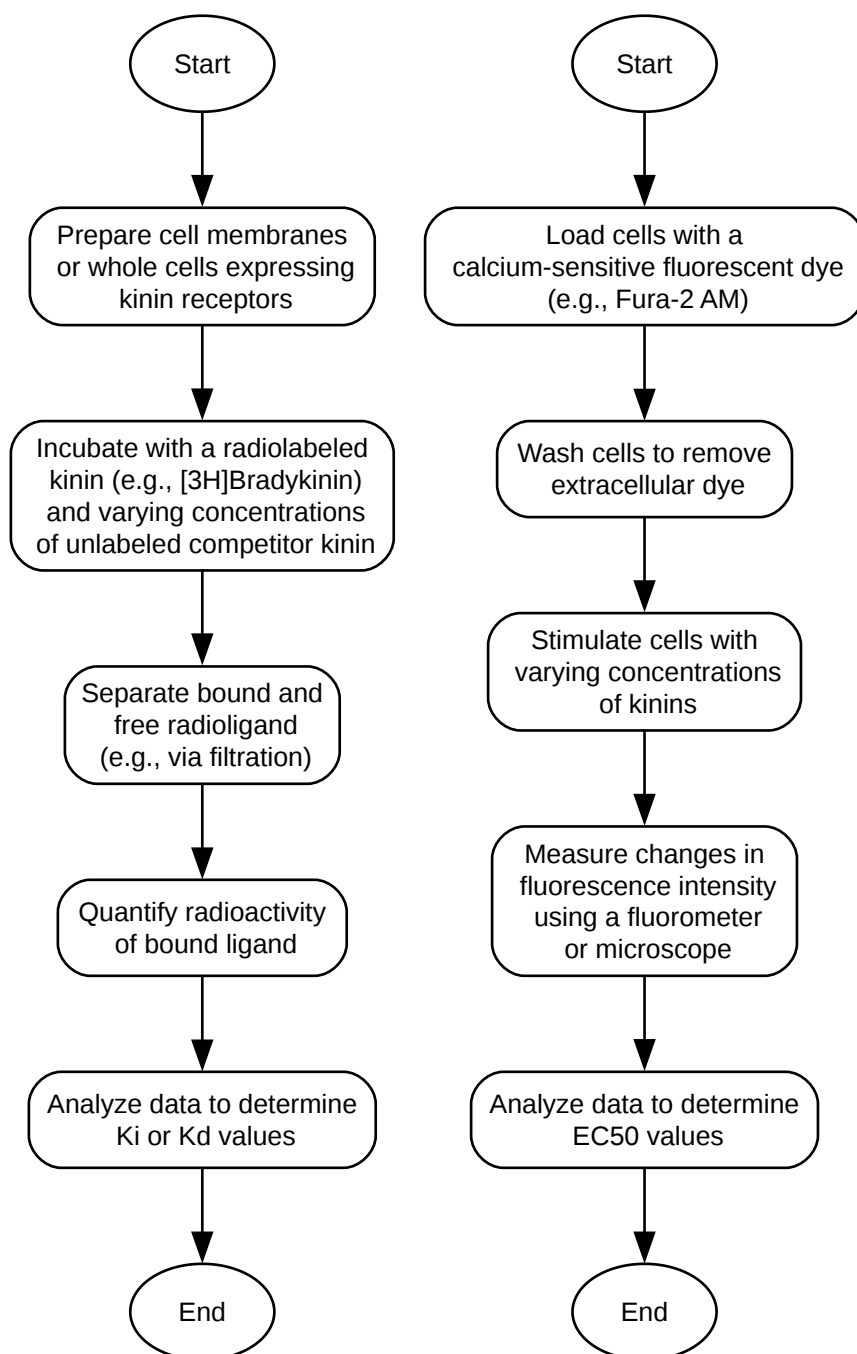 Start
Prepare cell membranes
or whole cells expressing
kinin receptors
Incubate with a radiolabeled
kinin (e.g., [3H]Bradykinin)
and varying concentrations
of unlabeled competitor kinin
Separate bound and
free radioligand
(e.g., via filtration)
Quantify radioactivity
of bound ligand
Analyze data to determine
Ki or Kd values
End
Start
Load cells with a
calcium-sensitive fluorescent dye
(e.g., Fura-2 AM)
Wash cells to remove
extracellular dye
Stimulate cells with
varying concentrations
of kinins
Measure changes in
fluorescence intensity
using a fluorometer
or microscope
Analyze data to determine
EC50 values
End